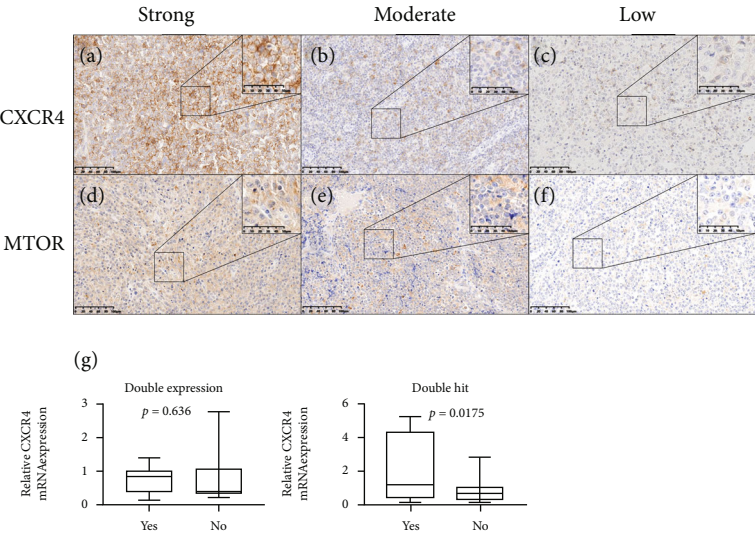 Strong Moderate Low
(a) (b) (c)
CXCR4
(d) (e) (f)
MTOR
(g)
Double expression
p = 0.636
Relative CXCR4
mRNAexpression
3
2
1
0
Yes No
Double hit
p = 0.0175
Relative CXCR4
mRNAexpression
6
4
2
0
Yes No